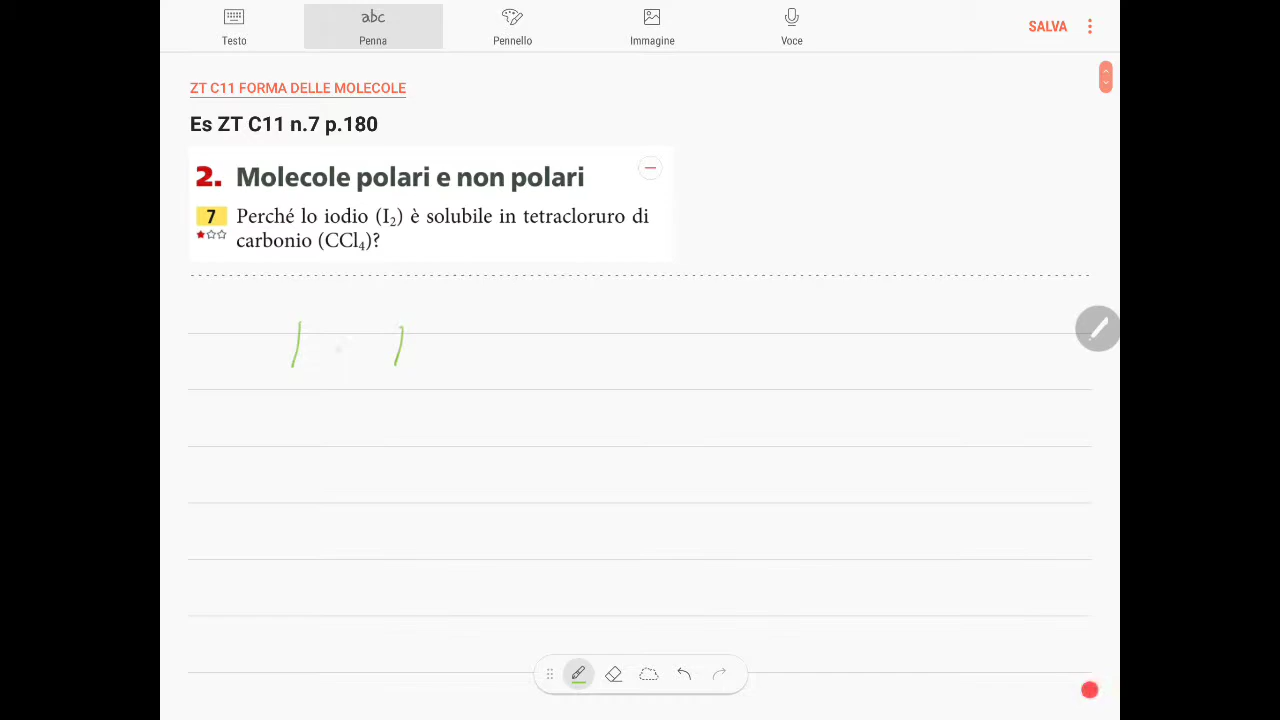 Testo
abc
Penna
Pennello
Immagine
Voce
SALVA
ZT C11 FORMA DELLE MOLECOLE
Es ZT C11 n.7 p.180
2. Molecole polari e non polari
7 Perché lo iodio (I₂) è solubile in tetracloruro di
carbonio (CCl₄)?
I I